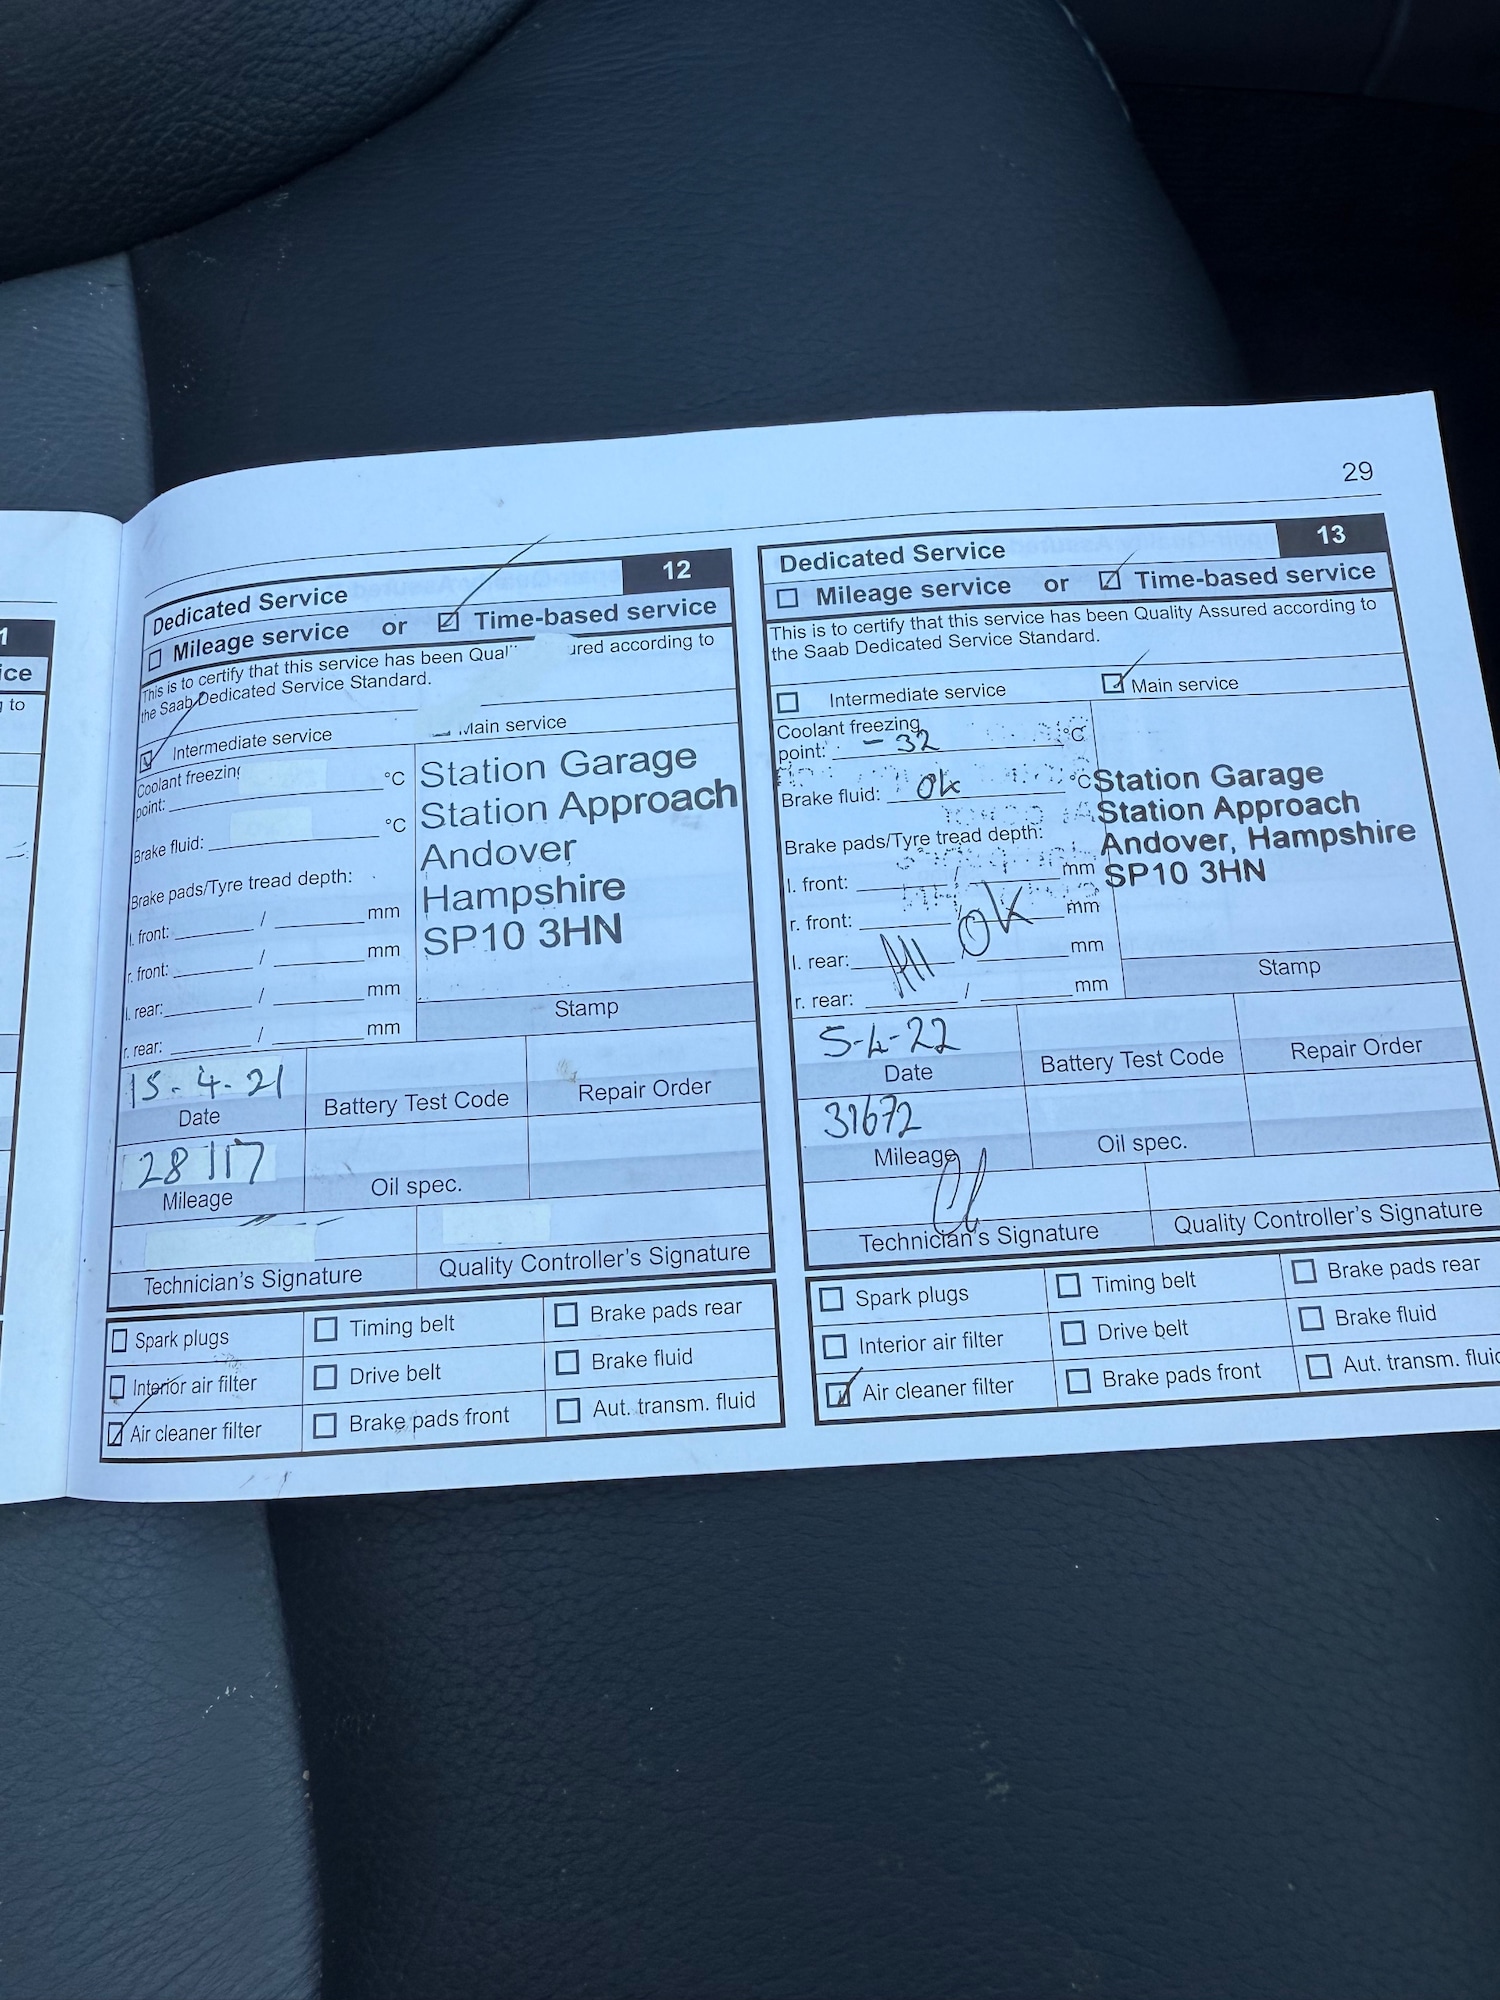 29
1
ice
g to
Dedicated Service 12
Mileage service or Time-based service
This is to certify that this service has been Qual ured according to
the Saab Dedicated Service Standard.
Intermediate service Main service
Coolant freezing
point: °C
Brake fluid: °C
Brake pads/Tyre tread depth:
l. front: / mm
r. front: / mm
l. rear: / mm
r. rear: / mm
Station Garage
Station Approach
Andover
Hampshire
SP10 3HN
Stamp
15-4-21
Date Battery Test Code Repair Order
28117
Mileage Oil spec.
Technician's Signature Quality Controller's Signature
Spark plugs Timing belt Brake pads rear
Interior air filter Drive belt Brake fluid
Air cleaner filter Brake pads front Aut. transm. fluid
Dedicated Service 13
Mileage service or Time-based service
This is to certify that this service has been Quality Assured according to
the Saab Dedicated Service Standard.
Intermediate service Main service
Coolant freezing
point: -32 °C
Brake fluid: Ok °C
Brake pads/Tyre tread depth:
l. front: / mm
r. front: / mm
l. rear: All OK mm
r. rear: / mm
Station Garage
Station Approach
Andover, Hampshire
SP10 3HN
Stamp
5-4-22
Date Battery Test Code Repair Order
31672
Mileage Oil spec.
Technician's Signature Quality Controller's Signature
Spark plugs Timing belt Brake pads rear
Interior air filter Drive belt Brake fluid
Air cleaner filter Brake pads front Aut. transm. fluid